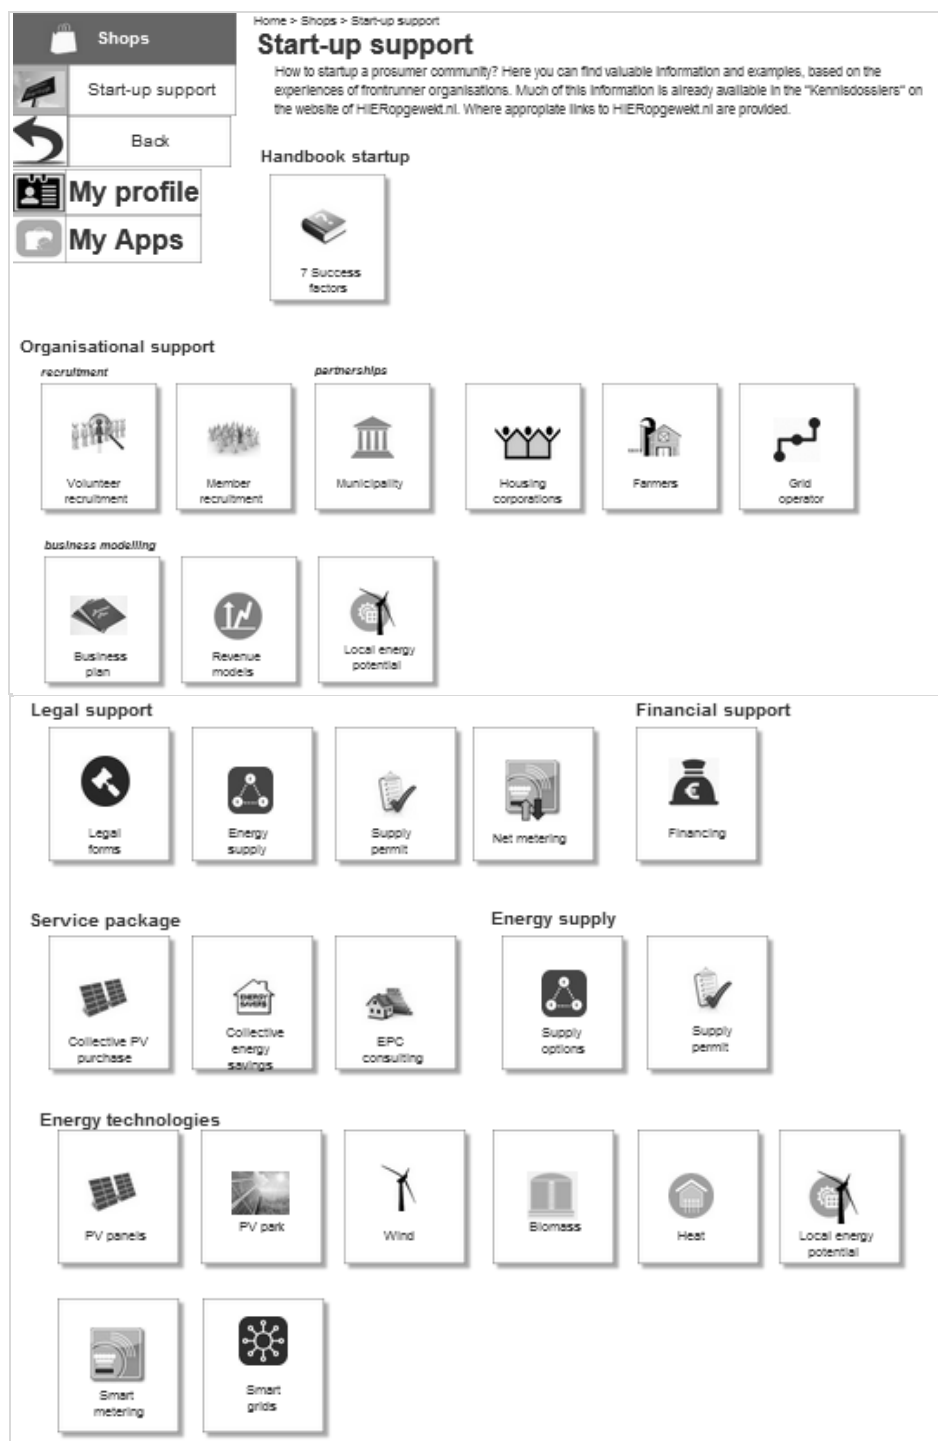 Shops
Start-up support
Back
My profile
My Apps
Home > Shops > Start-up support
Start-up support
How to startup a prosumer community? Here you can find valuable information and examples, based on the
experiences of frontrunner organisations. Much of this information is already available in the "Kennisdossiers" on
the website of HIERopgewekt.nl. Where appropiate links to HIERopgewekt.nl are provided.
Handbook startup
7 Success
factors
Organisational support
recruitment
partnerships
Volunteer
recruitment
Member
recruitment
Municipality
Housing
corporations
Farmers
Grid
operator
business modelling
Business
plan
Revenue
models
Local energy
potential
Legal support
Financial support
Legal
forms
Energy
supply
Supply
permit
Net metering
Financing
Service package
Energy supply
Collective PV
purchase
ENERGY
SAVERS
Collective
energy
savings
EPC
consulting
Supply
options
Supply
permit
Energy technologies
PV panels
PV park
Wind
Biomass
Heat
Local energy
potential
Smart
metering
Smart
grids